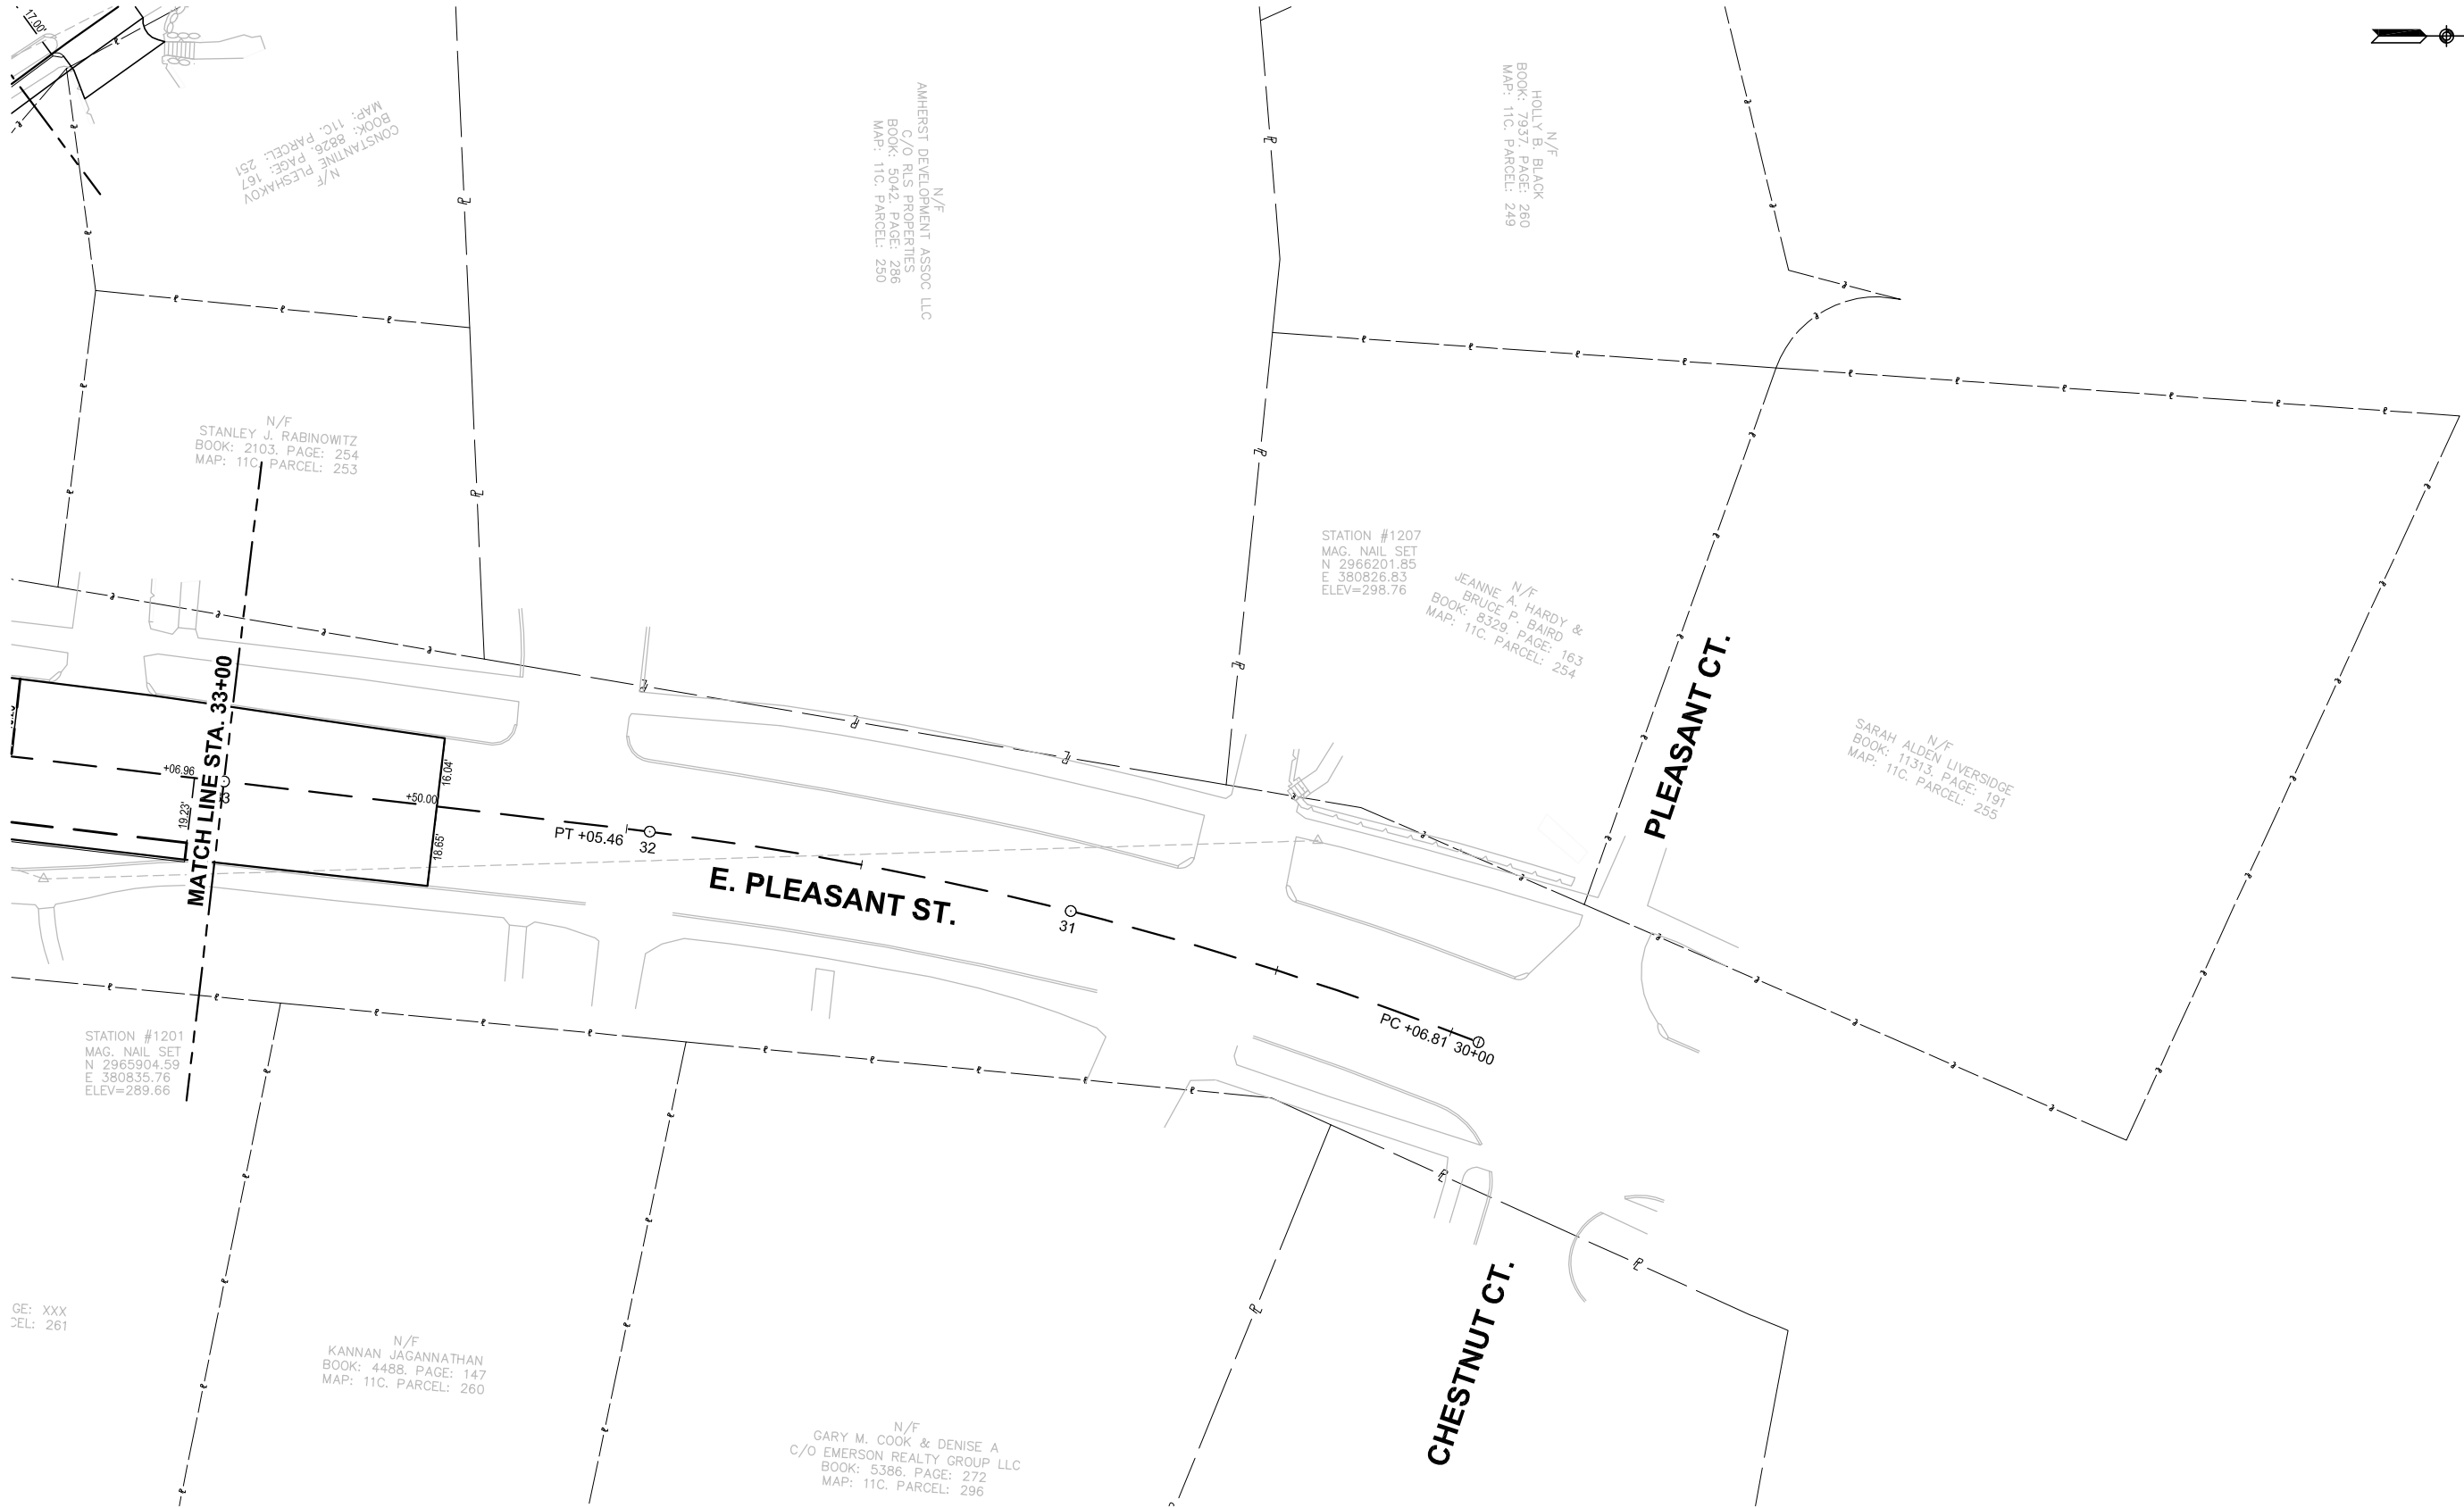 17.00'
N/F
CONSTANTINE PLESHAKOV
BOOK: 8826. PAGE: 167
MAP: 11C. PARCEL: 251
N/F
AMHERST DEVELOPMENT ASSOC LLC
C/O RLS PROPERTIES
BOOK: 5042. PAGE: 286
MAP: 11C. PARCEL: 250
N/F
HOLLY B. BLACK
BOOK: 7937. PAGE: 260
MAP: 11C. PARCEL: 249
N/F
STANLEY J. RABINOWITZ
BOOK: 2103. PAGE: 254
MAP: 11C. PARCEL: 253
STATION #1207
MAG. NAIL SET
N 2966201.85
E 380826.83
ELEV=298.76
N/F
JEANNE A. HARDY &
BRUCE P. BAIRD
BOOK: 8329. PAGE: 163
MAP: 11C. PARCEL: 254
PLEASANT CT.
N/F
SARAH ALDEN LIVERSIDGE
BOOK: 11313. PAGE: 191
MAP: 11C. PARCEL: 255
MATCH LINE STA. 33+00
+06.96
19.23'
+50.00
16.04'
18.65'
PT +05.46
32
E. PLEASANT ST.
31
PC +06.81
30+00
STATION #1201
MAG. NAIL SET
N 2965904.59
E 380835.76
ELEV=289.66
GE: XXX
CEL: 261
N/F
KANNAN JAGANNATHAN
BOOK: 4488. PAGE: 147
MAP: 11C. PARCEL: 260
N/F
GARY M. COOK & DENISE A
C/O EMERSON REALTY GROUP LLC
BOOK: 5386. PAGE: 272
MAP: 11C. PARCEL: 296
CHESTNUT CT.